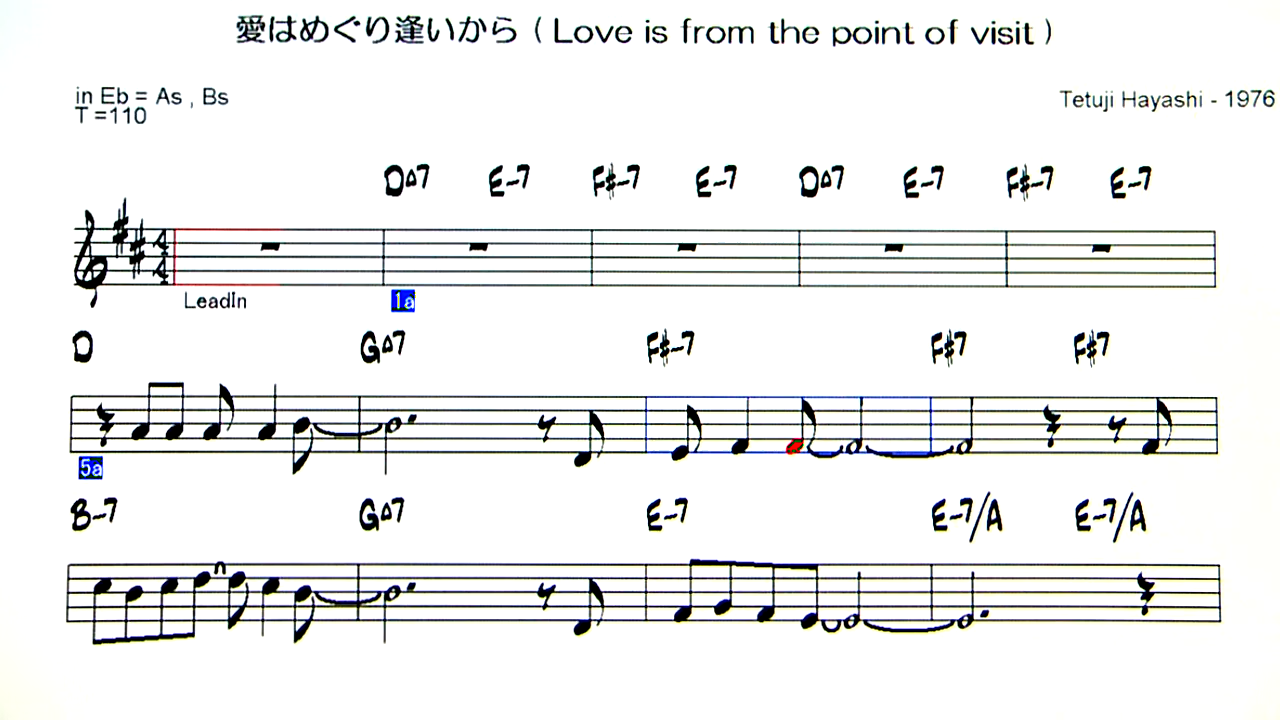 愛はめぐり逢いから ( Love is from the point of visit )
in Eb = As , Bs
T =110
Tetuji Hayashi - 1976
D△7 E-7 F#-7 E-7 D△7 E-7 F#-7 E-7
4
4
LeadIn 1a
D G△7 F#-7 F#7 F#7
5a
B-7 G△7 E-7 E-7/A E-7/A